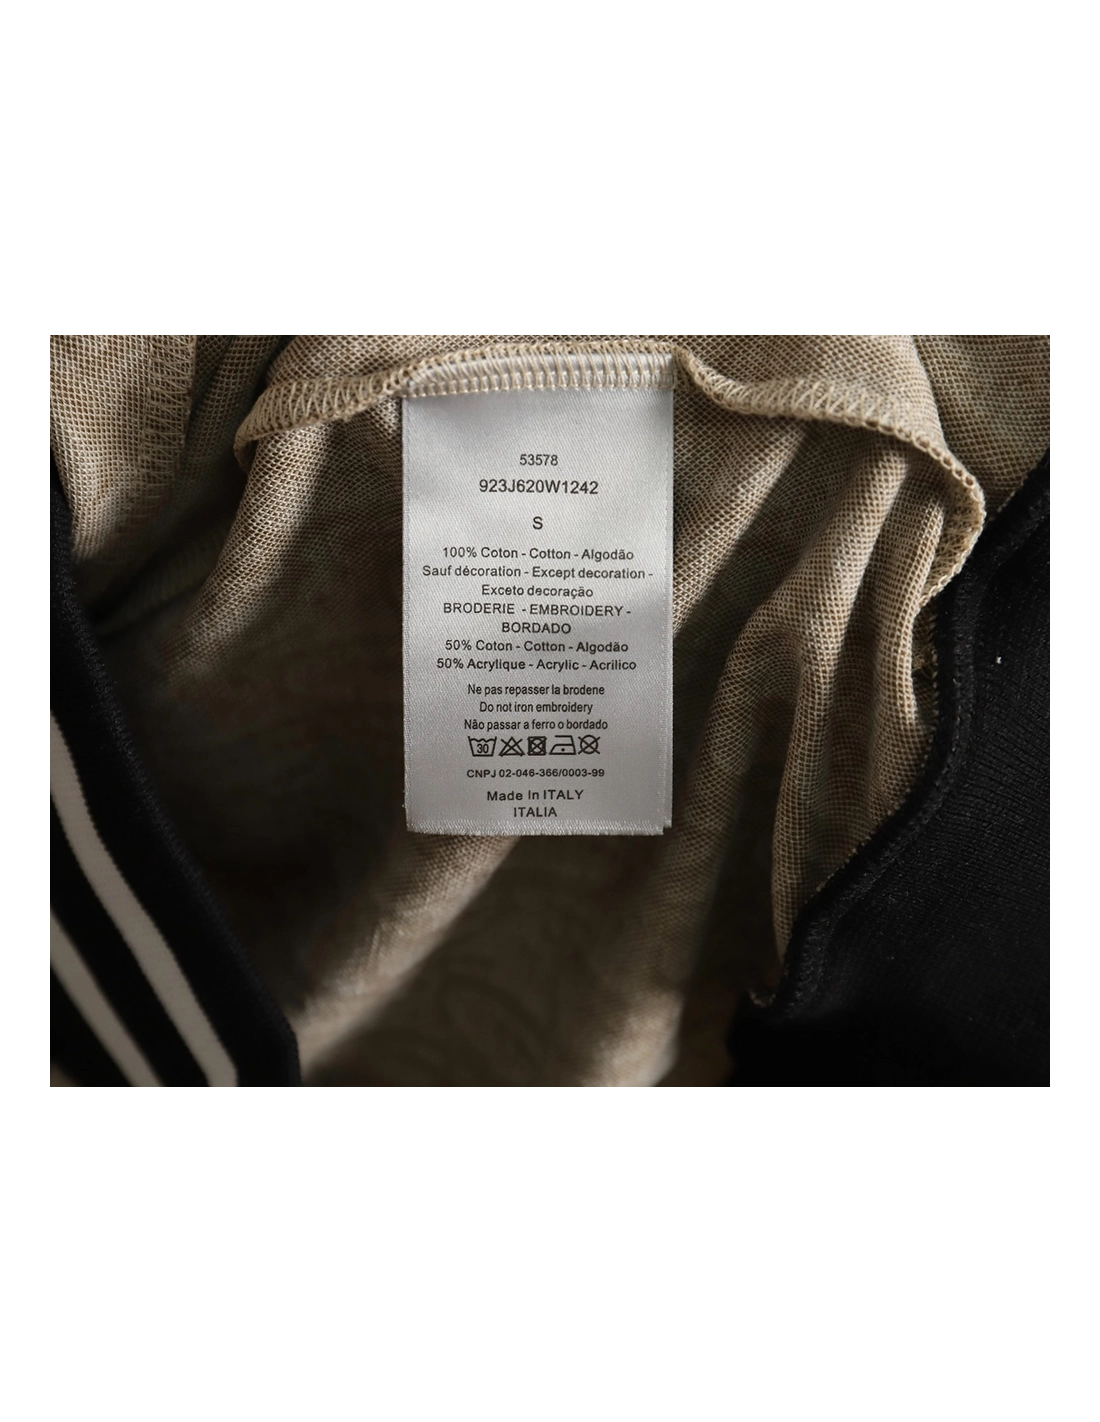 53578
923J620W1242
S
100% Coton - Cotton - Algodão
Sauf décoration - Except decoration -
Exceto decoração
BRODERIE - EMBROIDERY -
BORDADO
50% Coton - Cotton - Algodão
50% Acrylique - Acrylic - Acrilico
Ne pas repasser la brodene
Do not iron embroidery
Não passar a ferro o bordado
30
CNPJ 02-046-366/0003-99
Made In ITALY
ITALIA